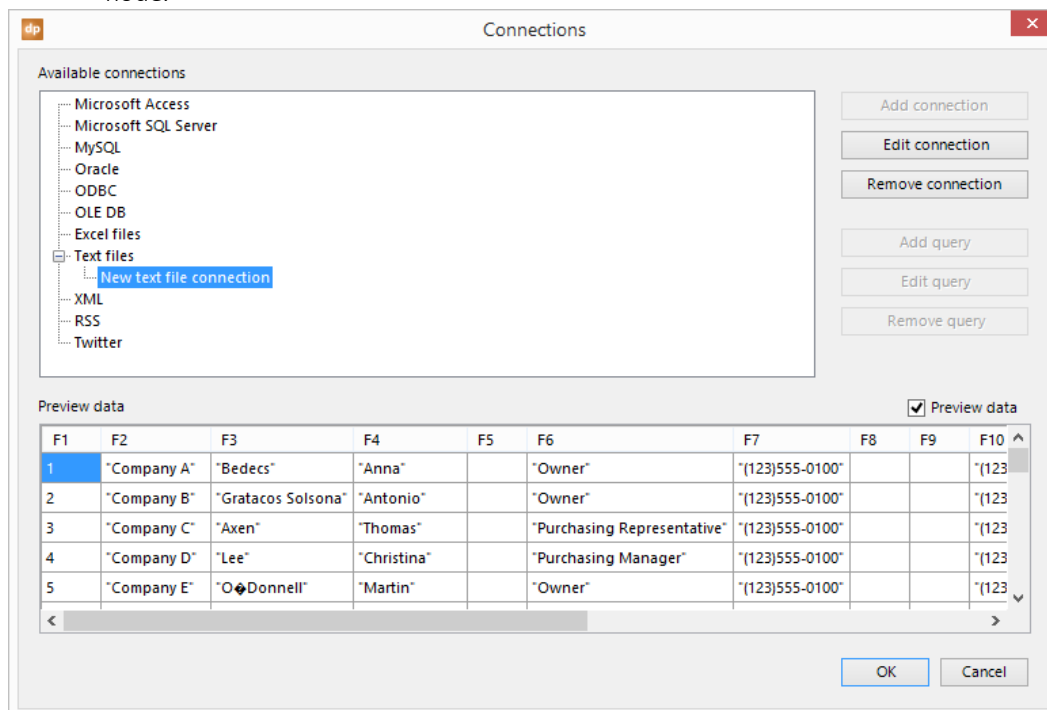 dp Connections
Available connections
Microsoft Access
Microsoft SQL Server
MySQL
Oracle
ODBC
OLE DB
Excel files
Text files
New text file connection
XML
RSS
Twitter
Add connection
Edit connection
Remove connection
Add query
Edit query
Remove query
Preview data
Preview data
F1 F2 F3 F4 F5 F6 F7 F8 F9 F10
1 "Company A" "Bedecs" "Anna" "Owner" "(123)555-0100" "(123
2 "Company B" "Gratacos Solsona" "Antonio" "Owner" "(123)555-0100" "(123
3 "Company C" "Axen" "Thomas" "Purchasing Representative" "(123)555-0100" "(123
4 "Company D" "Lee" "Christina" "Purchasing Manager" "(123)555-0100" "(123
5 "Company E" "O�Donnell" "Martin" "Owner" "(123)555-0100" "(123
OK Cancel